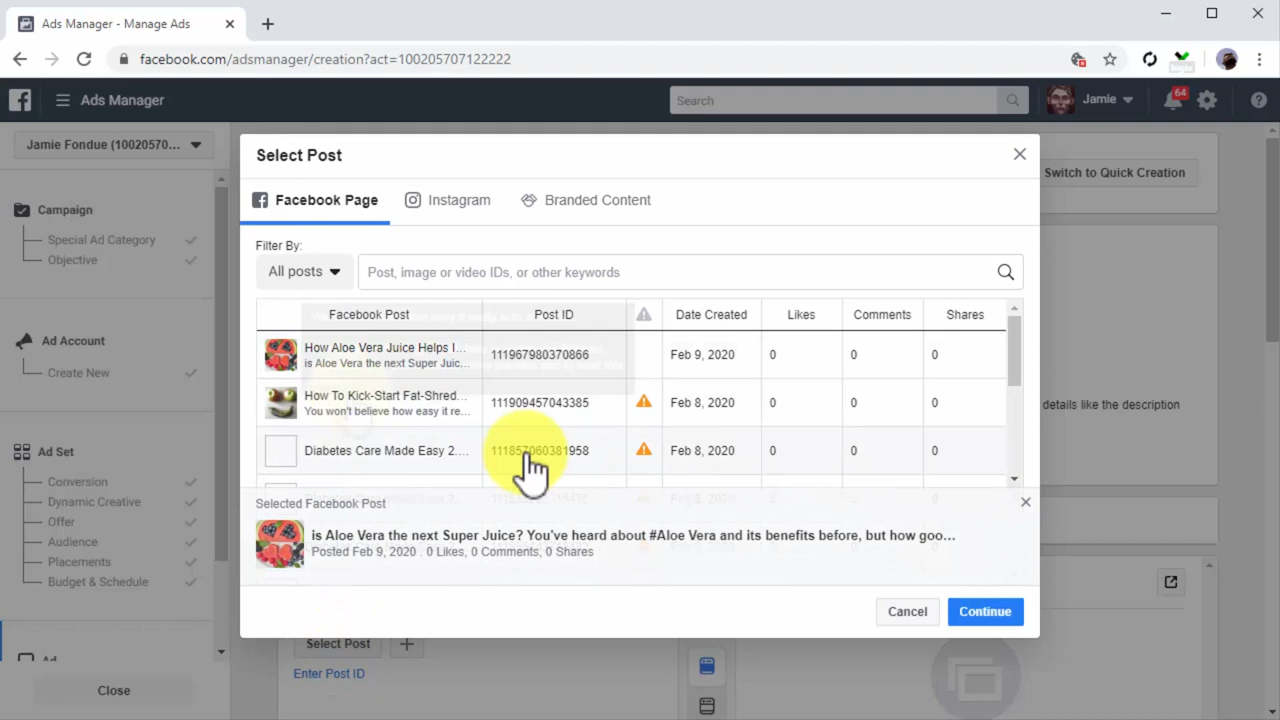 Ads Manager - Manage Ads
facebook.com/adsmanager/creation?act=100205707122222
Ads Manager
Search
Jamie
64
Jamie Fondue (10020570...
Select Post
Switch to Quick Creation
Facebook Page
Instagram
Branded Content
Campaign
Special Ad Category
Objective
Filter By:
All posts
Post, image or video IDs, or other keywords
Facebook Post Post ID Date Created Likes Comments Shares
How Aloe Vera Juice Helps I...
is Aloe Vera the next Super Juic...
111967980370866 Feb 9, 2020 0 0 0
How To Kick-Start Fat-Shred...
You won't believe how easy it re...
111909457043385 Feb 8, 2020 0 0 0
Diabetes Care Made Easy 2....
111857060381958 Feb 8, 2020 0 0 0
Ad Account
Create New
details like the description
Ad Set
Conversion
Dynamic Creative
Offer
Audience
Placements
Budget & Schedule
Selected Facebook Post
is Aloe Vera the next Super Juice? You've heard about #Aloe Vera and its benefits before, but how goo...
Posted Feb 9, 2020 . 0 Likes, 0 Comments, 0 Shares
Cancel
Continue
Select Post
Enter Post ID
Ad
Close